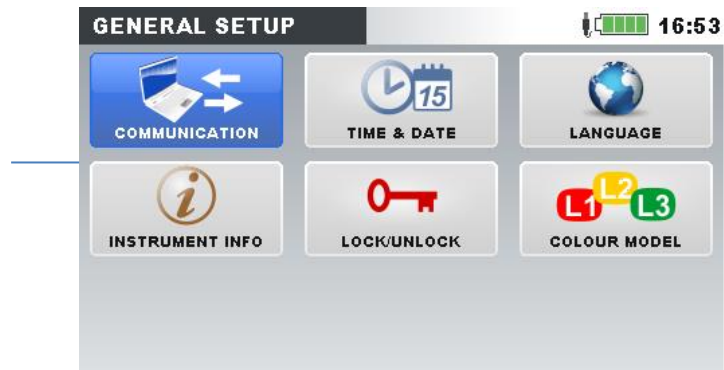 GENERAL SETUP 16:53
15
COMMUNICATION TIME & DATE LANGUAGE
i L1 L2 L3
INSTRUMENT INFO LOCK/UNLOCK COLOUR MODEL